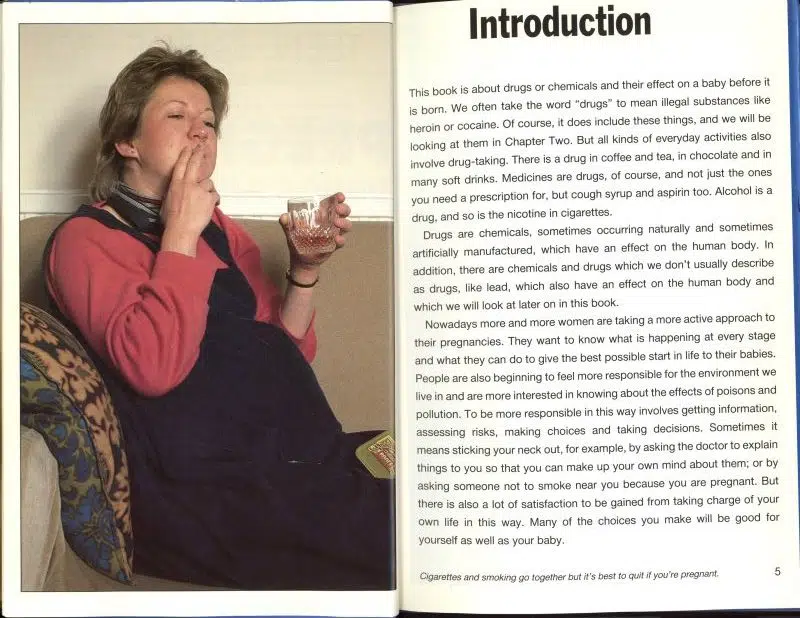 Introduction
This book is about drugs or chemicals and their effect on a baby before it
is born. We often take the word “drugs” to mean illegal substances like
heroin or cocaine. Of course, it does include these things, and we will be
looking at them in Chapter Two. But all kinds of everyday activities also
involve drug-taking. There is a drug in coffee and tea, in chocolate and in
many soft drinks. Medicines are drugs, of course, and not just the ones
you need a prescription for, but cough syrup and aspirin too. Alcohol is a
drug, and so is the nicotine in cigarettes.
Drugs are chemicals, sometimes occurring naturally and sometimes
artificially manufactured, which have an effect on the human body. In
addition, there are chemicals and drugs which we don’t usually describe
as drugs, like lead, which also have an effect on the human body and
which we will look at later on in this book.
Nowadays more and more women are taking a more active approach to
their pregnancies. They want to know what is happening at every stage
and what they can do to give the best possible start in life to their babies.
People are also beginning to feel more responsible for the environment we
live in and are more interested in knowing about the effects of poisons and
pollution. To be more responsible in this way involves getting information,
assessing risks, making choices and taking decisions. Sometimes it
means sticking your neck out, for example, by asking the doctor to explain
things to you so that you can make up your own mind about them; or by
asking someone not to smoke near you because you are pregnant. But
there is also a lot of satisfaction to be gained from taking charge of your
own life in this way. Many of the choices you make will be good for
yourself as well as your baby.
Cigarettes and smoking go together but it’s best to quit if you’re pregnant.
5